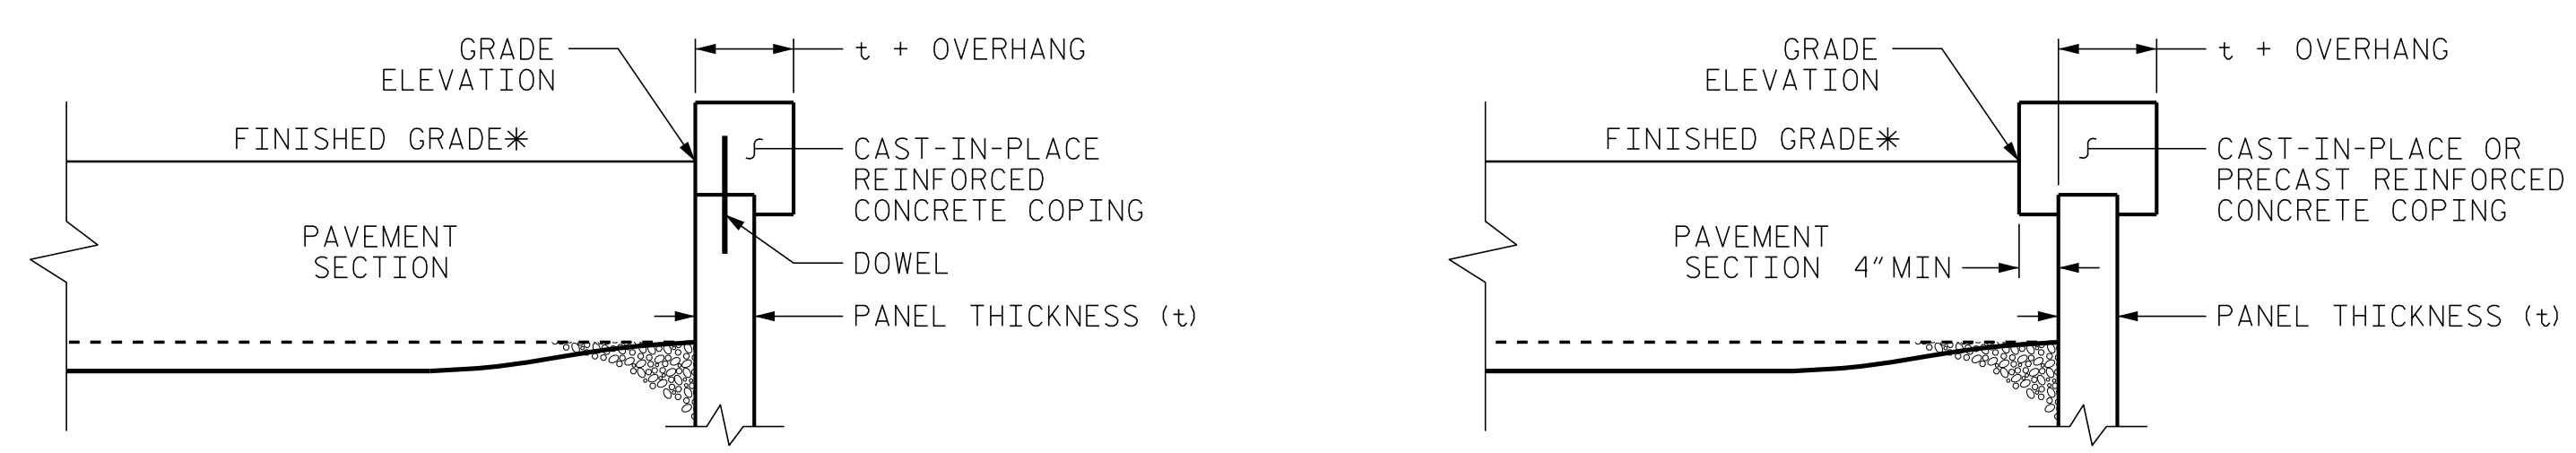 GRADE
ELEVATION
t + OVERHANG
FINISHED GRADE*
CAST-IN-PLACE
REINFORCED
CONCRETE COPING
PAVEMENT
SECTION
DOWEL
PANEL THICKNESS (t)
GRADE
ELEVATION
t + OVERHANG
FINISHED GRADE*
CAST-IN-PLACE OR
PRECAST REINFORCED
CONCRETE COPING
PAVEMENT
SECTION
4" MIN
PANEL THICKNESS (t)